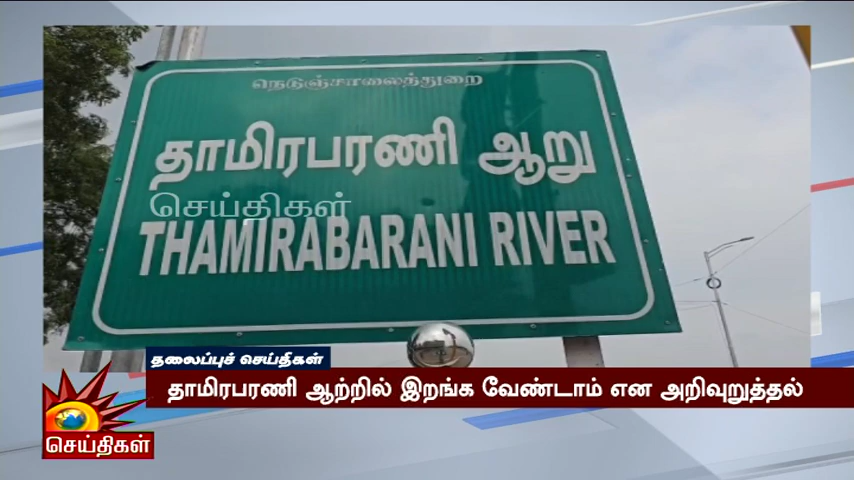 நெடுஞ்சாலைத்துறை
தாமிரபரணி ஆறு
செய்திகள்
THAMIRABARANI RIVER
தலைப்புச் செய்திகள்
தாமிரபரணி ஆற்றில் இறங்க வேண்டாம் என அறிவுறுத்தல்
செய்திகள்